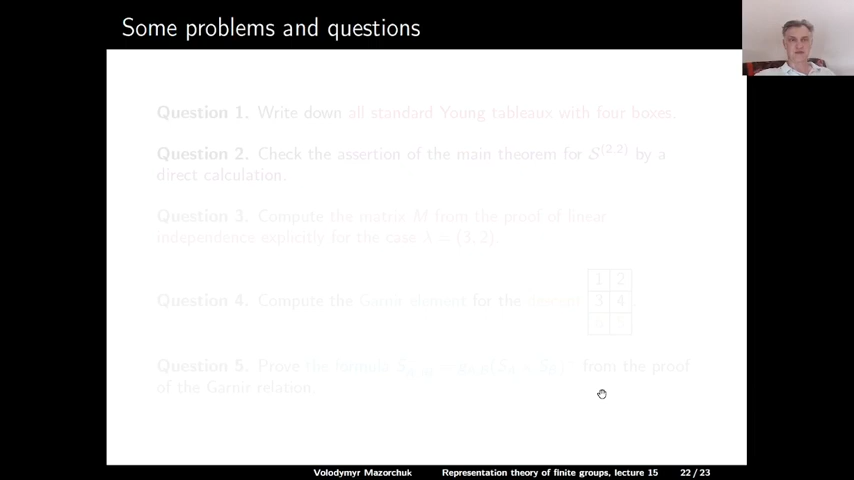 Some problems and questions
Question 1. Write down all standard Young tableaux with four boxes.
Question 2. Check the assertion of the main theorem for S^(2,2) by a
direct calculation.
Question 3. Compute the matrix M from the proof of linear
independence explicitly for the case λ = (3, 2).
1 2
Question 4. Compute the Garnir element for the
3 4
Question 5. Prove the formula from the proof
of the Garnir relation.
Volodymyr Mazorchuk Representation theory of finite groups, lecture 15 22 / 23